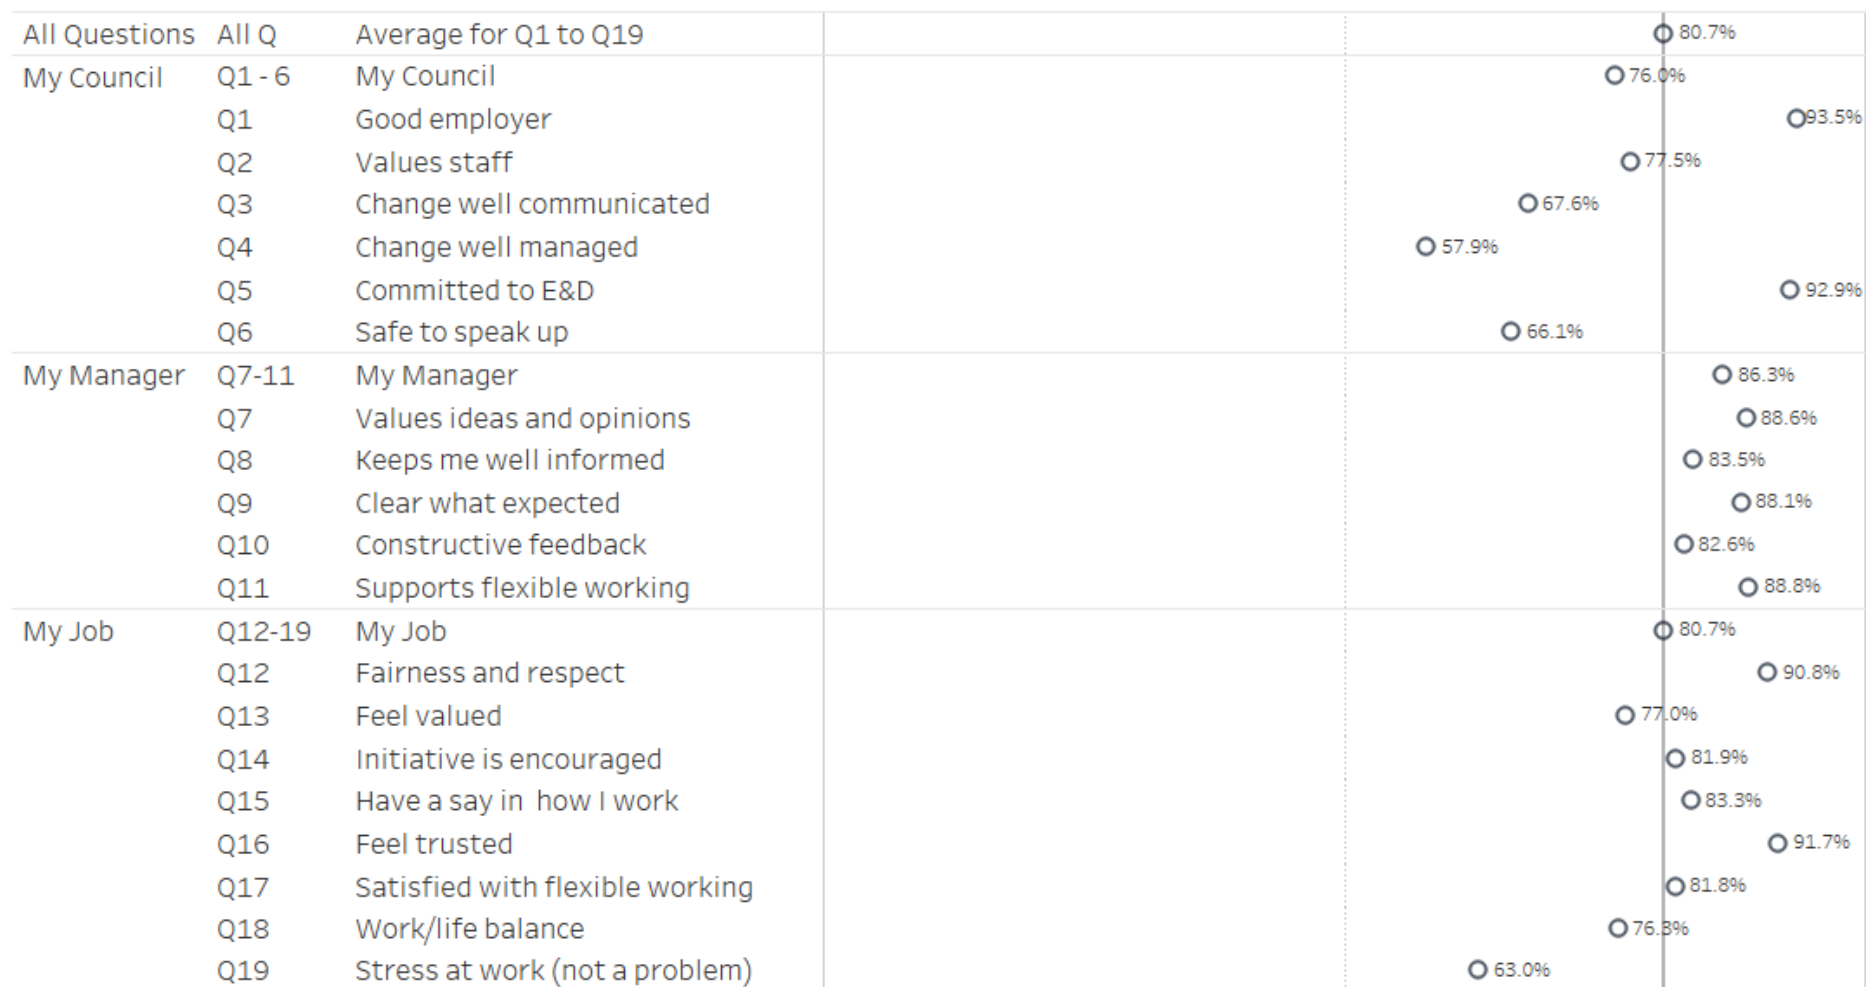 All Questions All Q Average for Q1 to Q19 80.7%
My Council Q1 - 6 My Council 76.0%
Q1 Good employer 93.5%
Q2 Values staff 77.5%
Q3 Change well communicated 67.6%
Q4 Change well managed 57.9%
Q5 Committed to E&D 92.9%
Q6 Safe to speak up 66.1%
My Manager Q7-11 My Manager 86.3%
Q7 Values ideas and opinions 88.6%
Q8 Keeps me well informed 83.5%
Q9 Clear what expected 88.1%
Q10 Constructive feedback 82.6%
Q11 Supports flexible working 88.8%
My Job Q12-19 My Job 80.7%
Q12 Fairness and respect 90.8%
Q13 Feel valued 77.0%
Q14 Initiative is encouraged 81.9%
Q15 Have a say in  how I work 83.3%
Q16 Feel trusted 91.7%
Q17 Satisfied with flexible working 81.8%
Q18 Work/life balance 76.3%
Q19 Stress at work (not a problem) 63.0%